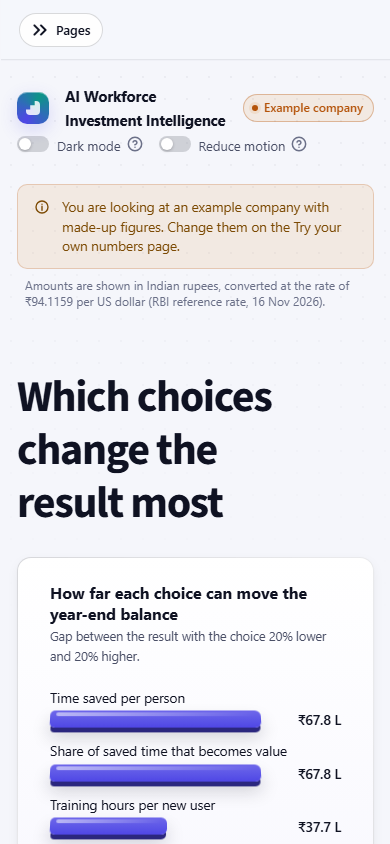 Pages
AI Workforce
Investment Intelligence
Example company
Dark mode
Reduce motion
You are looking at an example company with
made-up figures. Change them on the Try your
own numbers page.
Amounts are shown in Indian rupees, converted at the rate of
₹94.1159 per US dollar (RBI reference rate, 16 Nov 2026).
Which choices
change the
result most
How far each choice can move the
year-end balance
Gap between the result with the choice 20% lower
and 20% higher.
Time saved per person
₹67.8 L
Share of saved time that becomes value
₹67.8 L
Training hours per new user
₹37.7 L